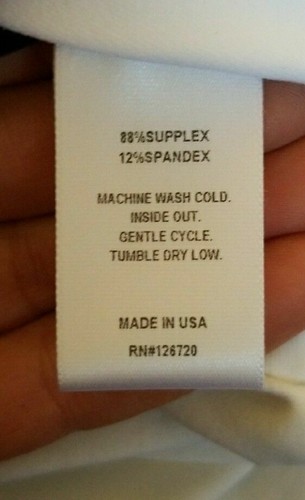 88%SUPPLEX
12%SPANDEX
MACHINE WASH COLD.
INSIDE OUT.
GENTLE CYCLE.
TUMBLE DRY LOW.
MADE IN USA
RN#126720